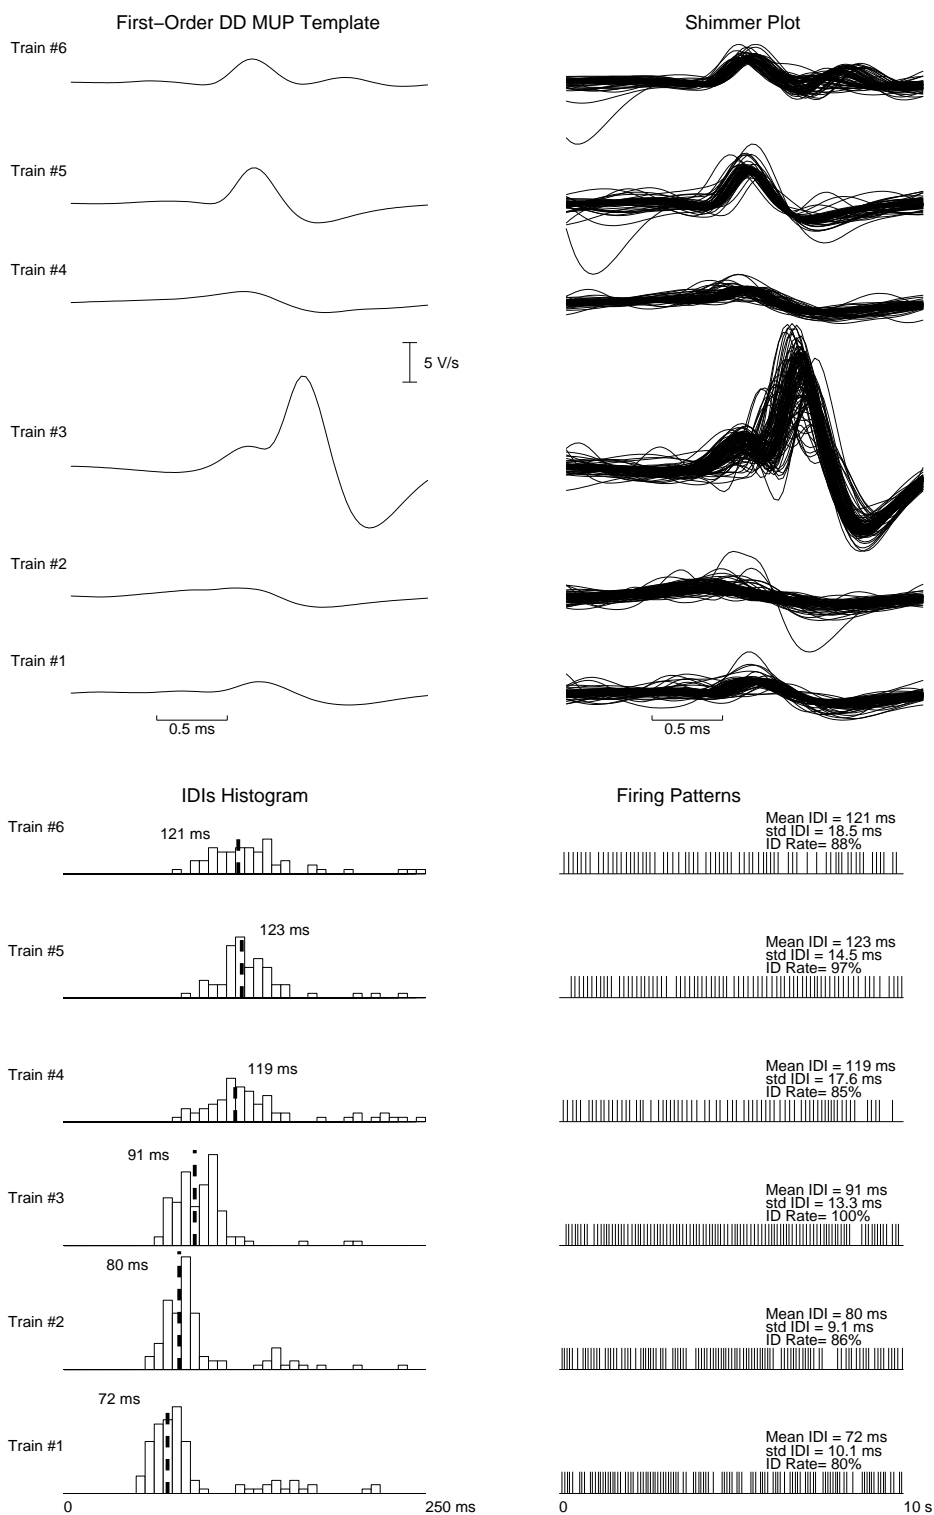 First−Order DD MUP Template
Shimmer Plot
Train #6
Train #5
Train #4
5 V/s
Train #3
Train #2
Train #1
0.5 ms
0.5 ms
IDIs Histogram
Firing Patterns
Train #6
121 ms
Mean IDI = 121 ms
std IDI = 18.5 ms
ID Rate= 88%
Train #5
123 ms
Mean IDI = 123 ms
std IDI = 14.5 ms
ID Rate= 97%
Train #4
119 ms
Mean IDI = 119 ms
std IDI = 17.6 ms
ID Rate= 85%
Train #3
91 ms
Mean IDI = 91 ms
std IDI = 13.3 ms
ID Rate= 100%
Train #2
80 ms
Mean IDI = 80 ms
std IDI = 9.1 ms
ID Rate= 86%
Train #1
72 ms
Mean IDI = 72 ms
std IDI = 10.1 ms
ID Rate= 80%
0
250 ms
0
10 s